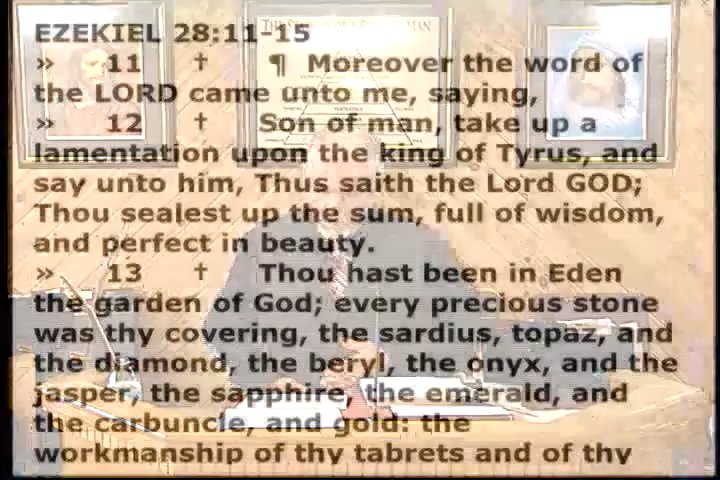 EZEKIEL 28:11-15
» 11 † ¶ Moreover the word of
the LORD came unto me, saying,
» 12 † Son of man, take up a
lamentation upon the king of Tyrus, and
say unto him, Thus saith the Lord GOD;
Thou sealest up the sum, full of wisdom,
and perfect in beauty.
» 13 † Thou hast been in Eden
the garden of God; every precious stone
was thy covering, the sardius, topaz, and
the diamond, the beryl, the onyx, and the
jasper, the sapphire, the emerald, and
the carbuncle, and gold: the
workmanship of thy tabrets and of thy